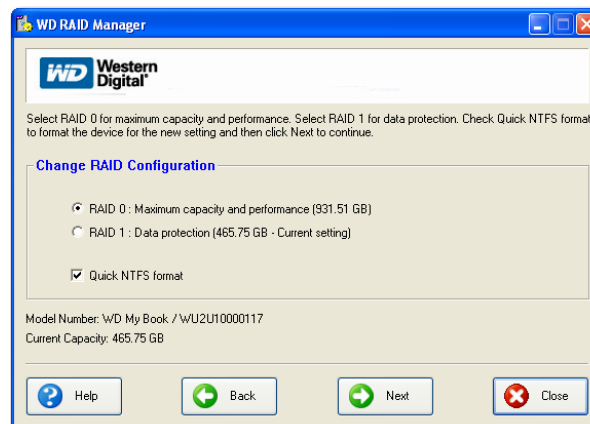 WD RAID Manager
WD Western
Digital
Select RAID 0 for maximum capacity and performance. Select RAID 1 for data protection. Check Quick NTFS format
to format the device for the new setting and then click Next to continue.
Change RAID Configuration
RAID 0 : Maximum capacity and performance (931.51 GB)
RAID 1 : Data protection (465.75 GB - Current setting)
Quick NTFS format
Model Number: WD My Book / WU2U10000117
Current Capacity: 465.75 GB
Help Back Next Close